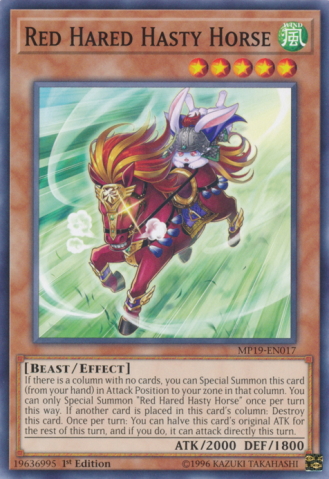 RED HARED HASTY HORSE
WIND
風
MP19-EN017
[BEAST/EFFECT]
If there is a column with no cards, you can Special Summon this card
(from your hand) in Attack Position to your zone in that column. You
can only Special Summon "Red Hared Hasty Horse" once per turn
this way. If another card is placed in this card's column: Destroy
this card. Once per turn: You can halve this card's original ATK for
the rest of this turn, and if you do, it can attack directly this turn.
ATK/2000 DEF/1800
19636995 1st Edition ©1996 KAZUKI TAKAHASHI